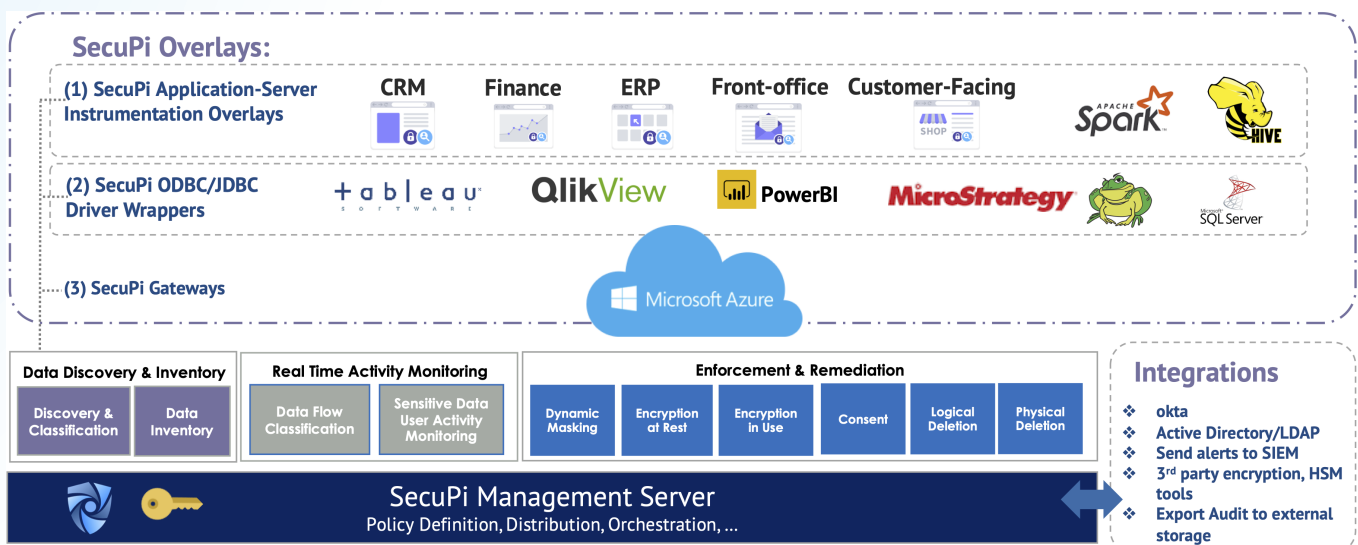 SecuPi Overlays:
(1) SecuPi Application-Server
Instrumentation Overlays
CRM
Finance
ERP
Front-office
Customer-Facing
SHOP
APACHE
Spark
HIVE
(2) SecuPi ODBC/JDBC
Driver Wrappers
+ableau
SOFTWARE
QlikView
PowerBI
MicroStrategy
Microsoft
SQL Server
(3) SecuPi Gateways
Microsoft Azure
Data Discovery & Inventory
Discovery &
Classification
Data
Inventory
Real Time Activity Monitoring
Data Flow
Classification
Sensitive Data
User Activity
Monitoring
Enforcement & Remediation
Dynamic
Masking
Encryption
at Rest
Encryption
in Use
Consent
Logical
Deletion
Physical
Deletion
Integrations
❖ okta
❖ Active Directory/LDAP
❖ Send alerts to SIEM
❖ 3rd party encryption, HSM
tools
❖ Export Audit to external
storage
SecuPi Management Server
Policy Definition, Distribution, Orchestration, ...